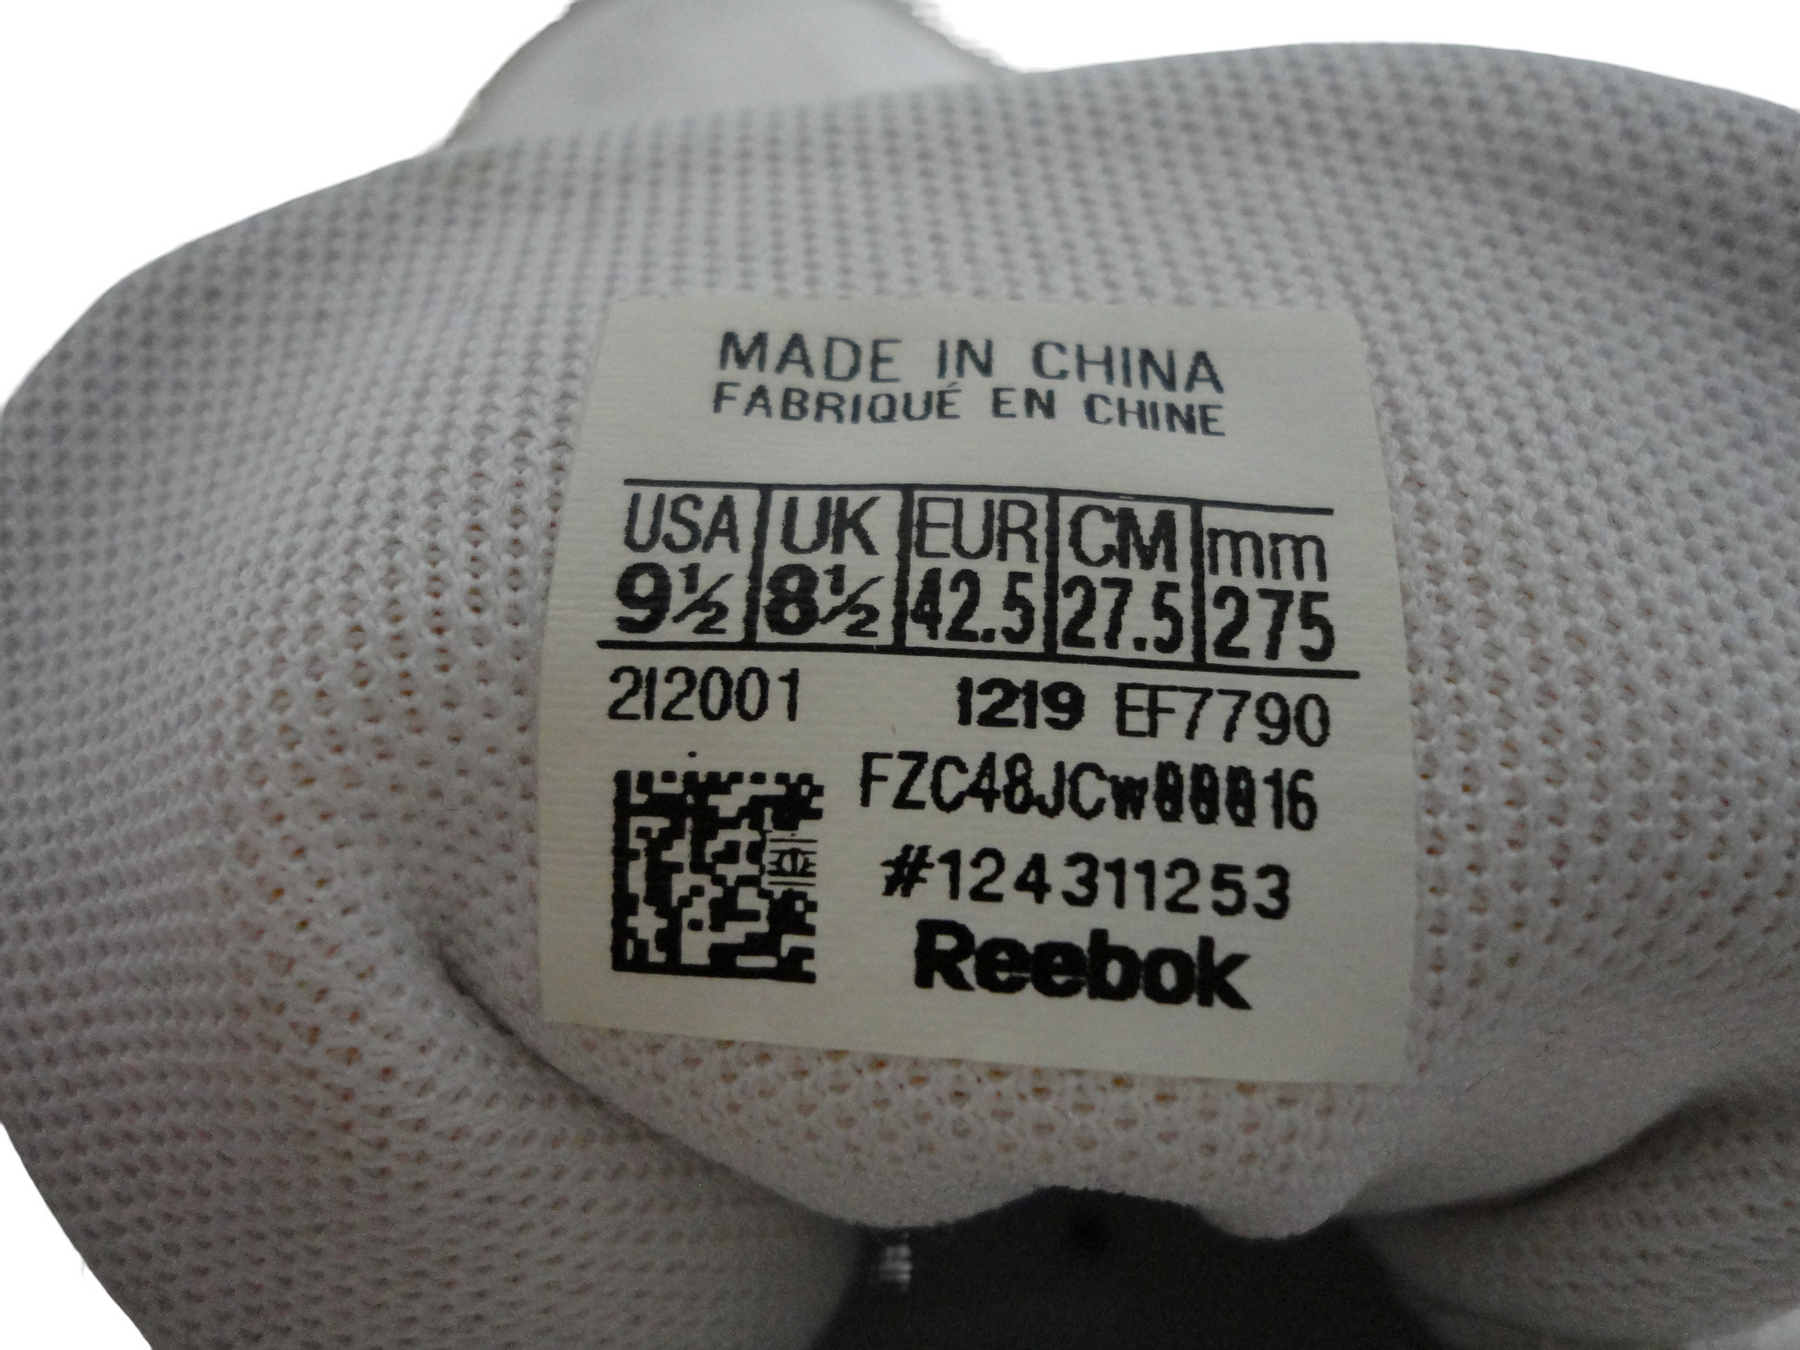 MADE IN CHINA
FABRIQUÉ EN CHINE
USA UK EUR CM mm
9½ 8½ 42.5 27.5 275
212001 1219 EF7790
FZC48JCw00016
#124311253
Reebok